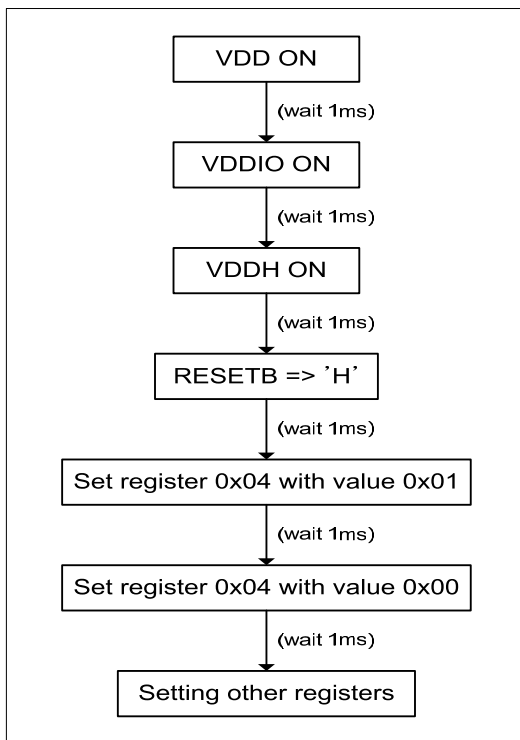 VDD ON
(wait 1ms)
VDDIO ON
(wait 1ms)
VDDH ON
(wait 1ms)
RESETB => 'H'
(wait 1ms)
Set register 0x04 with value 0x01
(wait 1ms)
Set register 0x04 with value 0x00
(wait 1ms)
Setting other registers